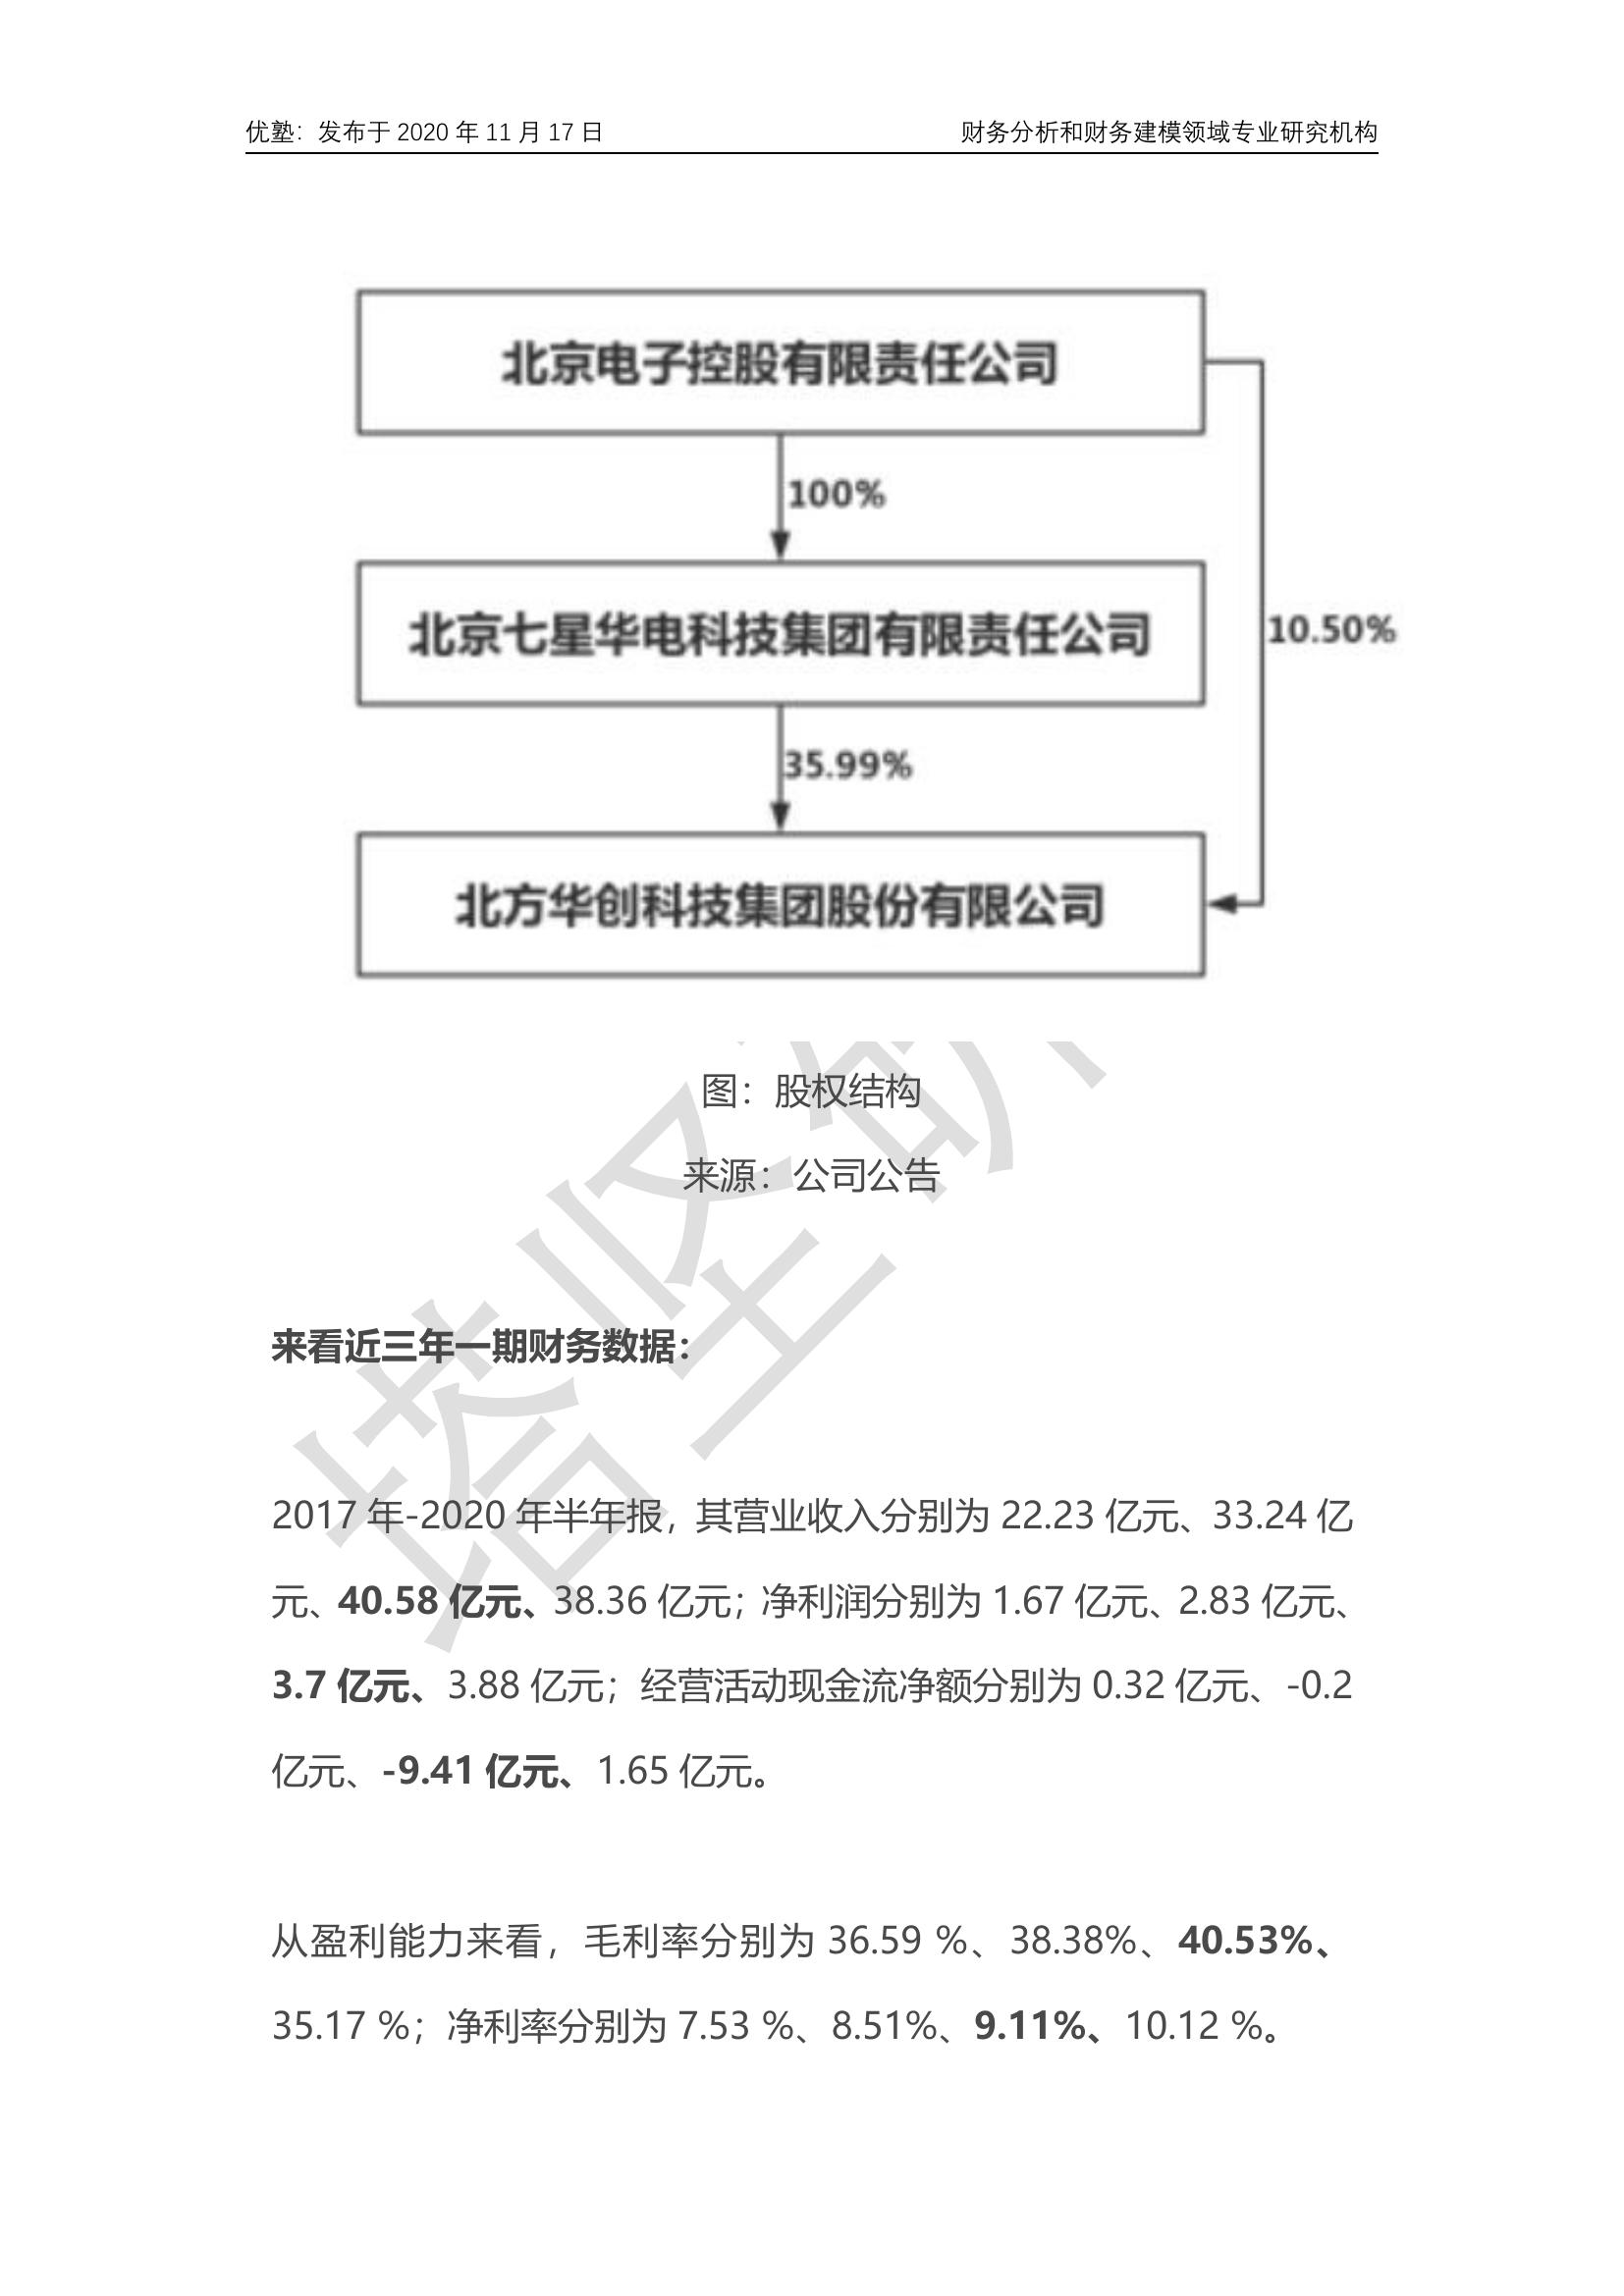 优塾：发布于 2020 年 11 月 17 日
财务分析和财务建模领域专业研究机构
北京电子控股有限责任公司
100%
北京七星华电科技集团有限责任公司
10.50%
35.99%
北方华创科技集团股份有限公司
图：股权结构
来源：公司公告
来看近三年一期财务数据：
2017 年-2020 年半年报，其营业收入分别为 22.23 亿元、33.24 亿
元、40.58 亿元、38.36 亿元；净利润分别为 1.67 亿元、2.83 亿元、
3.7 亿元、3.88 亿元；经营活动现金流净额分别为 0.32 亿元、-0.2
亿元、-9.41 亿元、1.65 亿元。
从盈利能力来看，毛利率分别为 36.59 %、38.38%、40.53%、
35.17 %；净利率分别为 7.53 %、8.51%、9.11%、10.12 %。
塔坚